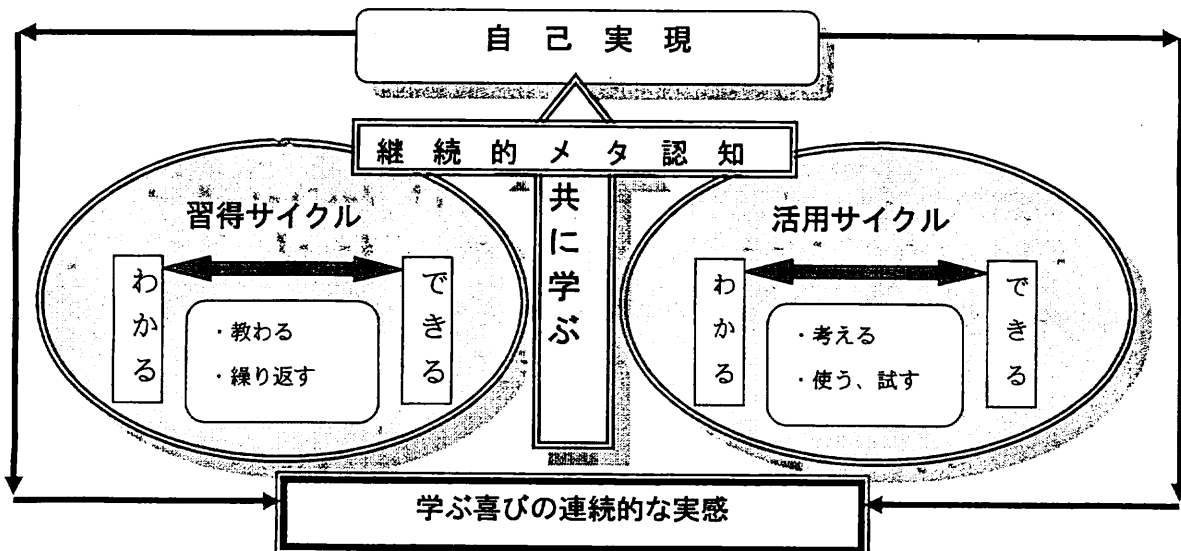 自己実現
継続的メタ認知
共に学ぶ
習得サイクル
わかる
できる
・教わる
・繰り返す
活用サイクル
わかる
できる
・考える
・使う、試す
学ぶ喜びの連続的な実感